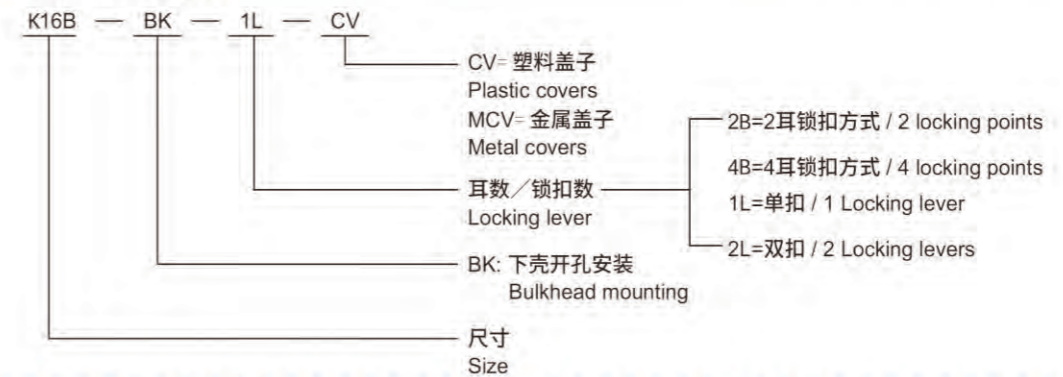 K16B — BK — 1L — CV
CV= 塑料盖子
Plastic covers
MCV= 金属盖子
Metal covers
耳数／锁扣数
Locking lever
2B=2耳锁扣方式 / 2 locking points
4B=4耳锁扣方式 / 4 locking points
1L=单扣 / 1 Locking lever
2L=双扣 / 2 Locking levers
BK: 下壳开孔安装
Bulkhead mounting
尺寸
Size